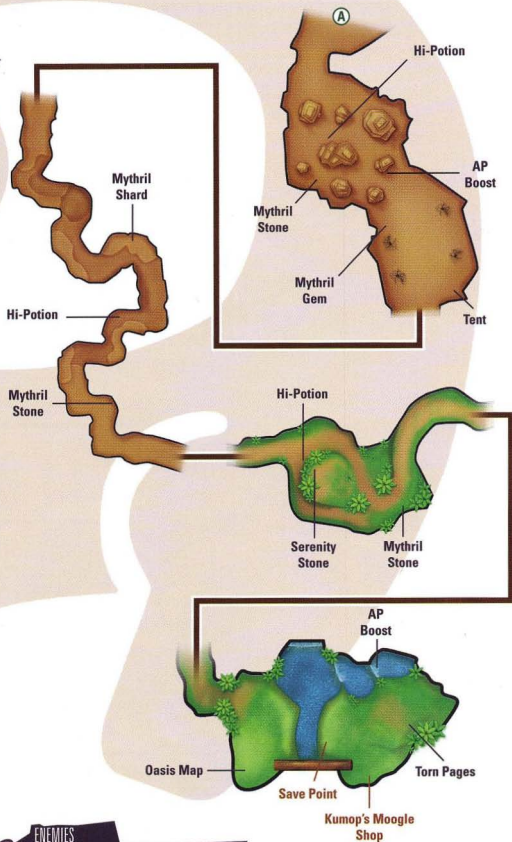 A
Hi-Potion
AP
Boost
Mythril
Stone
Mythril
Gem
Tent
Mythril
Shard
Hi-Potion
Mythril
Stone
Hi-Potion
Serenity
Stone
Mythril
Stone
AP
Boost
Oasis Map
Torn Pages
Save Point
Kumop's Moogle
Shop
ENEMIES